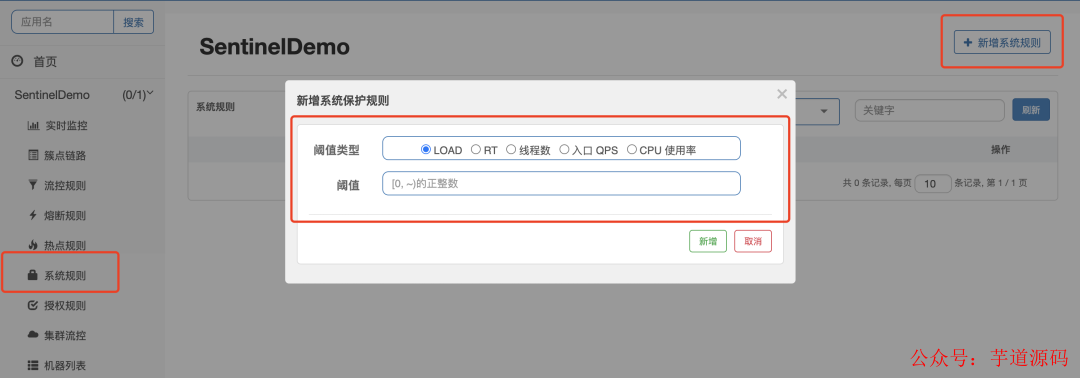 应用名 搜索
首页
SentinelDemo (0/1)
实时监控
簇点链路
流控规则
熔断规则
热点规则
系统规则
授权规则
集群流控
机器列表
SentinelDemo
+ 新增系统规则
系统规则
关键字 刷新
操作
共 0 条记录, 每页 10 条记录, 第 1 / 1 页
新增系统保护规则 ×
阈值类型 LOAD RT 线程数 入口 QPS CPU 使用率
阈值 [0, ~)的正整数
新增 取消
公众号：芋道源码